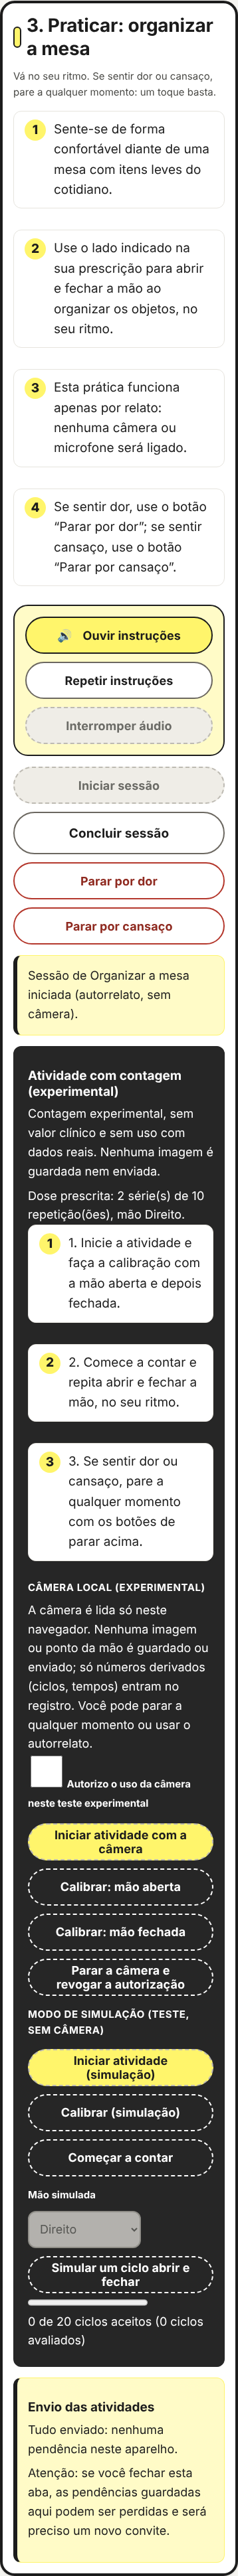 3. Praticar: organizar
a mesa
Vá no seu ritmo. Se sentir dor ou cansaço,
pare a qualquer momento: um toque basta.
1 Sente-se de forma
confortável diante de uma
mesa com itens leves do
cotidiano.
2 Use o lado indicado na
sua prescrição para abrir
e fechar a mão ao
organizar os objetos, no
seu ritmo.
3 Esta prática funciona
apenas por relato:
nenhuma câmera ou
microfone será ligado.
4 Se sentir dor, use o botão
“Parar por dor”; se sentir
cansaço, use o botão
“Parar por cansaço”.
🔊 Ouvir instruções
Repetir instruções
Interromper áudio
Iniciar sessão
Concluir sessão
Parar por dor
Parar por cansaço
Sessão de Organizar a mesa
iniciada (autorrelato, sem
câmera).
Atividade com contagem
(experimental)
Contagem experimental, sem
valor clínico e sem uso com
dados reais. Nenhuma imagem é
guardada nem enviada.
Dose prescrita: 2 série(s) de 10
repetição(ões), mão Direito.
1 1. Inicie a atividade e
faça a calibração com
a mão aberta e depois
fechada.
2 2. Comece a contar e
repita abrir e fechar a
mão, no seu ritmo.
3 3. Se sentir dor ou
cansaço, pare a
qualquer momento
com os botões de
parar acima.
CÂMERA LOCAL (EXPERIMENTAL)
A câmera é lida só neste
navegador. Nenhuma imagem
ou ponto da mão é guardado ou
enviado; só números derivados
(ciclos, tempos) entram no
registro. Você pode parar a
qualquer momento ou usar o
autorrelato.
Autorizo o uso da câmera
neste teste experimental
Iniciar atividade com a
câmera
Calibrar: mão aberta
Calibrar: mão fechada
Parar a câmera e
revogar a autorização
MODO DE SIMULAÇÃO (TESTE,
SEM CÂMERA)
Iniciar atividade
(simulação)
Calibrar (simulação)
Começar a contar
Mão simulada
Direito
Simular um ciclo abrir e
fechar
0 de 20 ciclos aceitos (0 ciclos
avaliados)
Envio das atividades
Tudo enviado: nenhuma
pendência neste aparelho.
Atenção: se você fechar esta
aba, as pendências guardadas
aqui podem ser perdidas e será
preciso um novo convite.